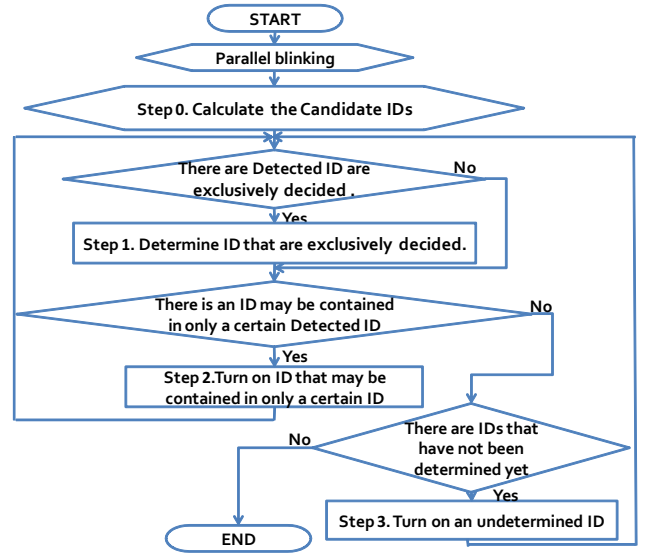 START
Parallel blinking
Step 0. Calculate the Candidate IDs
There are Detected ID are
exclusively decided .
No
Yes
Step 1. Determine ID that are exclusively decided.
There is an ID may be contained
in only a certain Detected ID
No
Yes
Step 2.Turn on ID that may be
contained in only a certain ID
There are IDs that
have not been
determined yet
No
Yes
Step 3. Turn on an undetermined ID
END